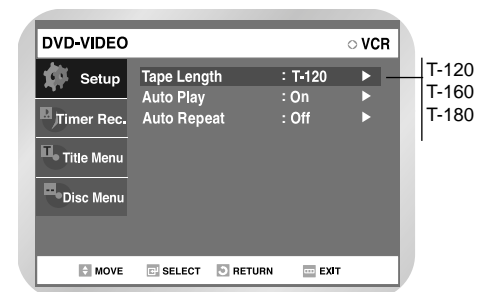 DVD-VIDEO
VCR
Setup
Tape Length : T-120
Auto Play : On
Auto Repeat : Off
Timer Rec.
Title Menu
Disc Menu
MOVE SELECT RETURN EXIT
T-120
T-160
T-180